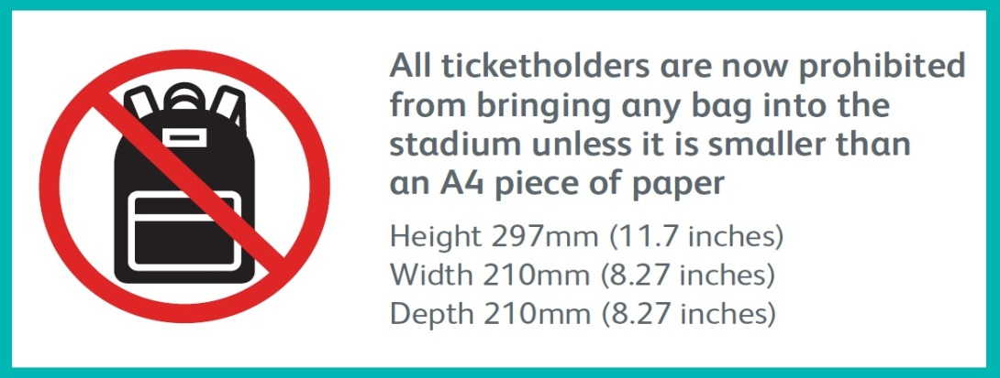 All ticketholders are now prohibited
from bringing any bag into the
stadium unless it is smaller than
an A4 piece of paper
Height 297mm (11.7 inches)
Width 210mm (8.27 inches)
Depth 210mm (8.27 inches)